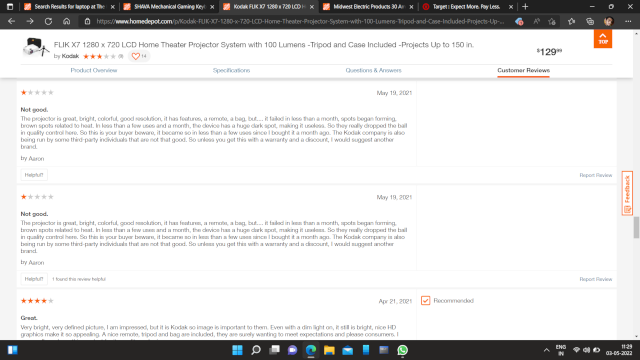 Search Results for laptop at The
SHAVA Mechanical Gaming Keyb
Kodak FLIK X7 1280 x 720 LCD H
Midwest Electric Products 30 Am
Target : Expect More. Pay Less.
https://www.homedepot.com/p/Kodak-FLIK-X7-1280-x-720-LCD-Home-Theater-Projector-System-with-100-Lumens-Tripod-and-Case-Included-Projects-Up-...
FLIK X7 1280 x 720 LCD Home Theater Projector System with 100 Lumens -Tripod and Case Included -Projects Up to 150 in.
by Kodak
54
$129
TOP
Product Overview
Specifications
Questions & Answers
Customer Reviews
May 19, 2021
Not good.
The projector is great, bright, colorful, good resolution, it has features, a remote, a bag, but.... it failed in less than a month, spots began forming,
brown spots related to heat. In less than a few uses and a month, the device has a huge dark spot, making it useless. So they really dropped the ball
in quality control here. So this is your buyer beware, it became so in less than a few uses since I bought it a month ago. The Kodak company is also
being run by some third-party individuals that are not that good. So unless you get this with a warranty and a discount, I would suggest another
brand.
by Aaron
Helpful?
Report Review
May 19, 2021
Not good.
The projector is great, bright, colorful, good resolution, it has features, a remote, a bag, but.... it failed in less than a month, spots began forming,
brown spots related to heat. In less than a few uses and a month, the device has a huge dark spot, making it useless. So they really dropped the ball
in quality control here. So this is your buyer beware, it became so in less than a few uses since I bought it a month ago. The Kodak company is also
being run by some third-party individuals that are not that good. So unless you get this with a warranty and a discount, I would suggest another
brand.
by Aaron
Helpful?
1 found this review helpful
Report Review
Feedback
Apr 21, 2021
Recommended
Great.
Very bright, very defined picture, I am impressed, but it is Kodak so image is important to them. Even with a dim light on, it still is bright, nice HD
graphics make it so appealing. A nice remote, tripod and bag are included, they are surely wanting to meet expectations and please consumers. I
ENG
IN
11:29
03-05-2022